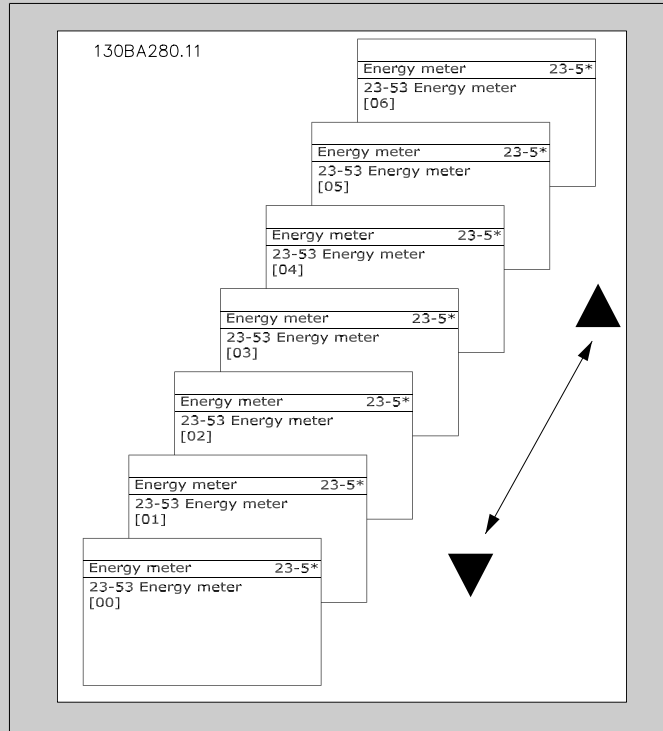 130BA280.11
Energy meter 23-5*
23-53 Energy meter
[06]
Energy meter 23-5*
23-53 Energy meter
[05]
Energy meter 23-5*
23-53 Energy meter
[04]
Energy meter 23-5*
23-53 Energy meter
[03]
Energy meter 23-5*
23-53 Energy meter
[02]
Energy meter 23-5*
23-53 Energy meter
[01]
Energy meter 23-5*
23-53 Energy meter
[00]